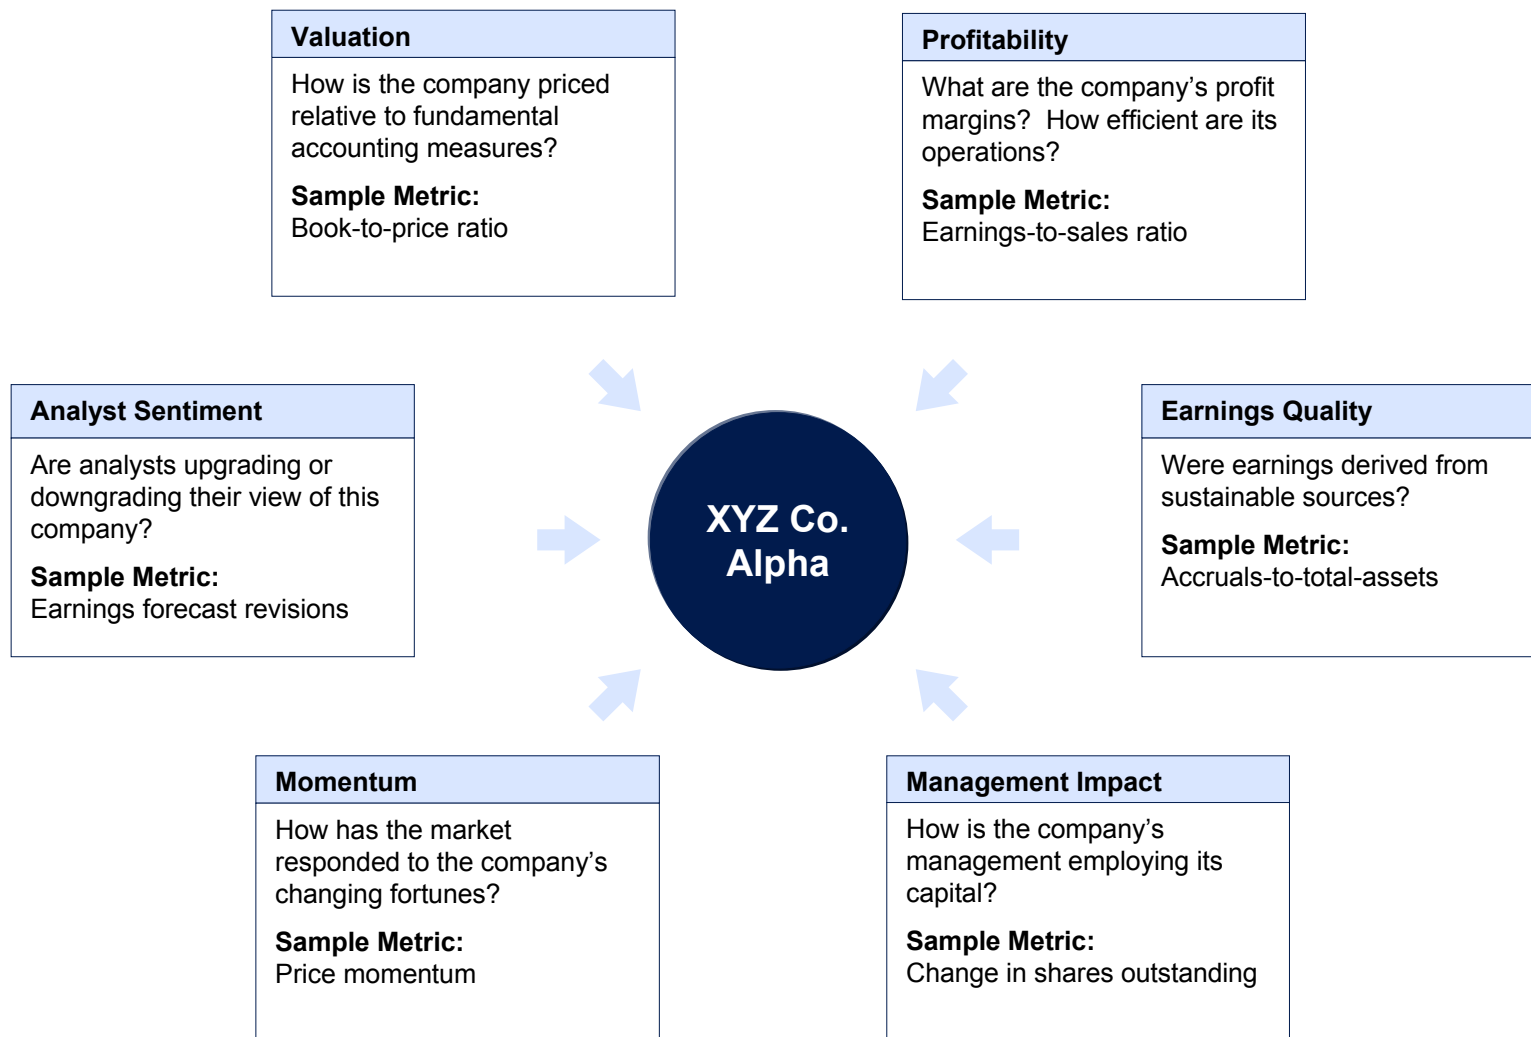 Valuation
How is the company priced
relative to fundamental
accounting measures?
Sample Metric:
Book-to-price ratio
Profitability
What are the company’s profit
margins?  How efficient are its
operations?
Sample Metric:
Earnings-to-sales ratio
Analyst Sentiment
Are analysts upgrading or
downgrading their view of this
company?
Sample Metric:
Earnings forecast revisions
XYZ Co.
Alpha
Earnings Quality
Were earnings derived from
sustainable sources?
Sample Metric:
Accruals-to-total-assets
Momentum
How has the market
responded to the company’s
changing fortunes?
Sample Metric:
Price momentum
Management Impact
How is the company’s
management employing its
capital?
Sample Metric:
Change in shares outstanding